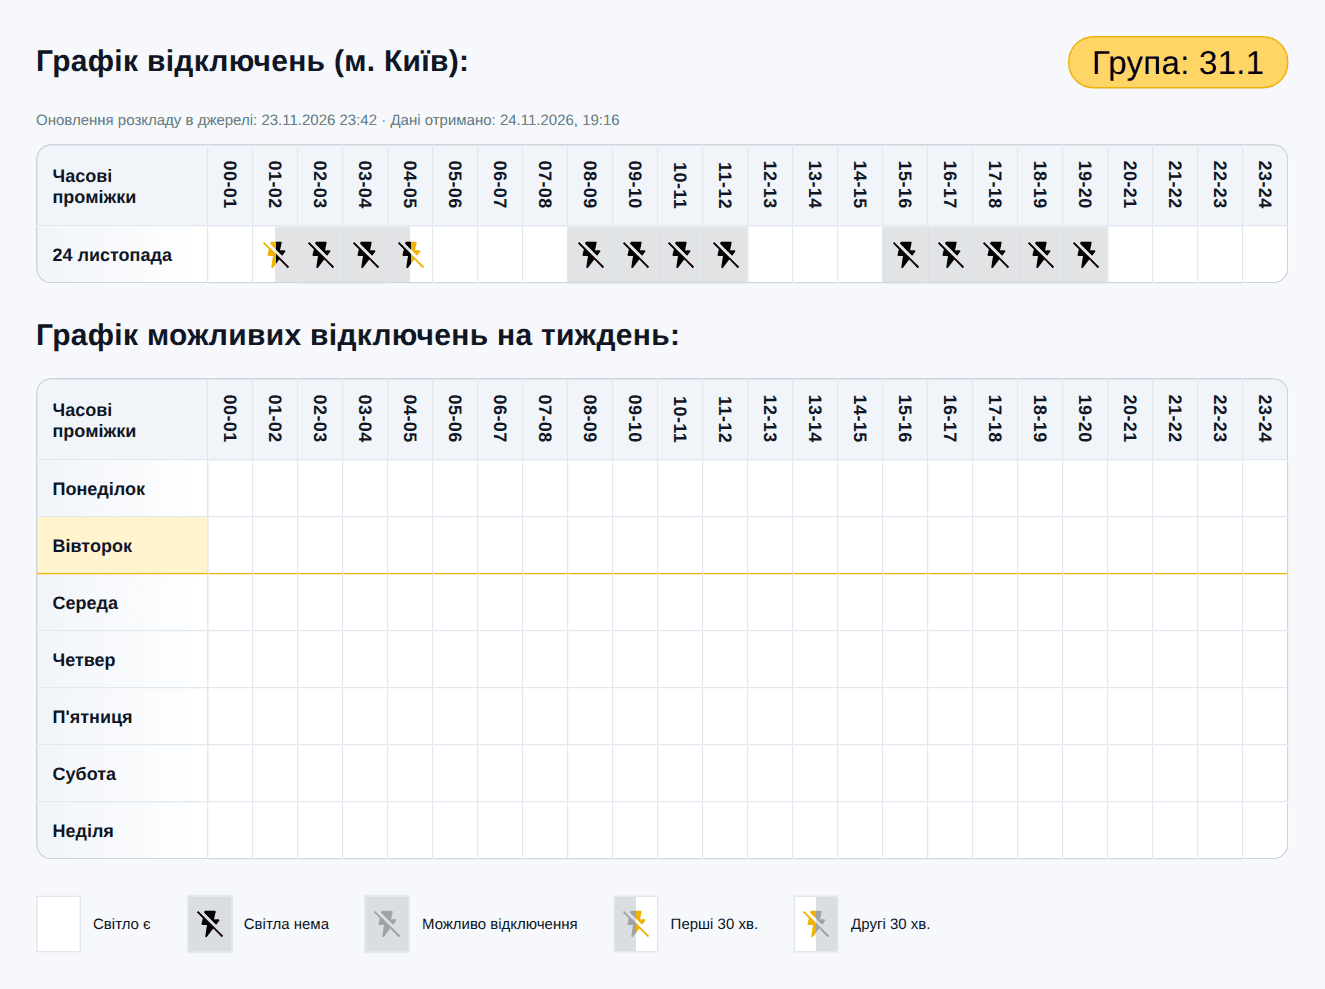 Графік відключень (м. Київ):
Група: 31.1
Оновлення розкладу в джерелі: 23.11.2026 23:42 · Дані отримано: 24.11.2026, 19:16
Часові проміжки 00-01 01-02 02-03 03-04 04-05 05-06 06-07 07-08 08-09 09-10 10-11 11-12 12-13 13-14 14-15 15-16 16-17 17-18 18-19 19-20 20-21 21-22 22-23 23-24
24 листопада
Графік можливих відключень на тиждень:
Часові проміжки 00-01 01-02 02-03 03-04 04-05 05-06 06-07 07-08 08-09 09-10 10-11 11-12 12-13 13-14 14-15 15-16 16-17 17-18 18-19 19-20 20-21 21-22 22-23 23-24
Понеділок
Вівторок
Середа
Четвер
П'ятниця
Субота
Неділя
Світло є Світла нема Можливо відключення Перші 30 хв. Другі 30 хв.